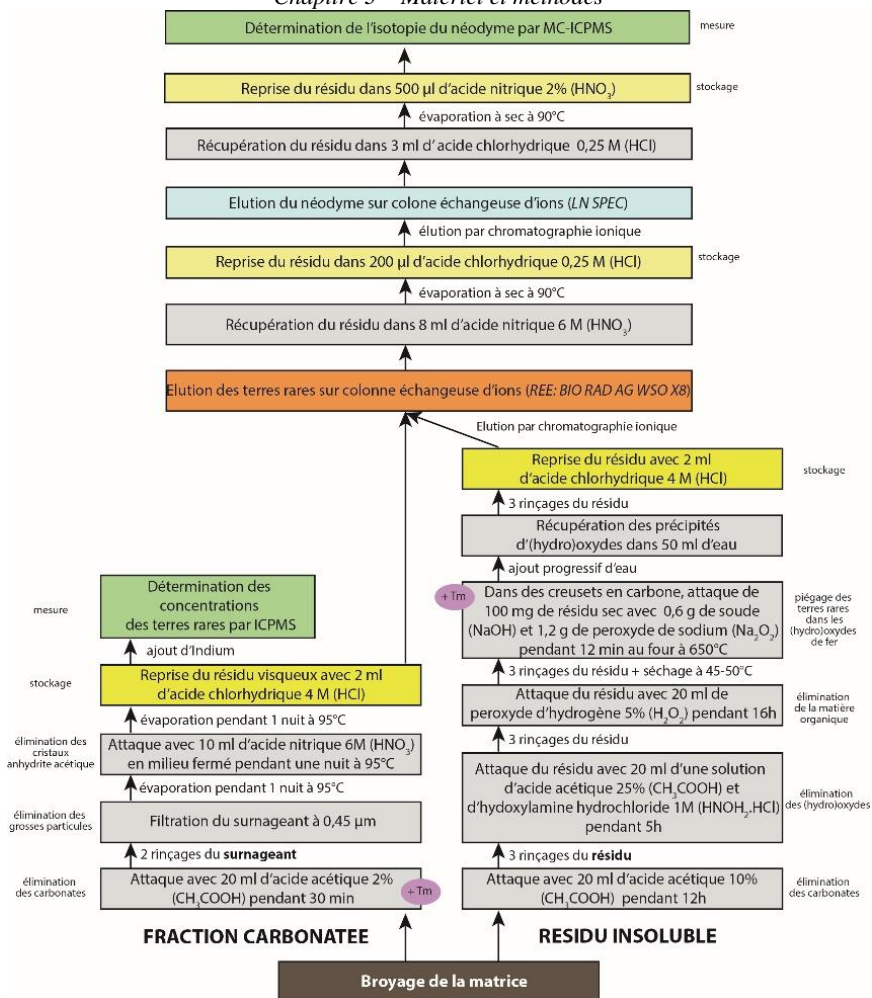 Chapitre 3 – Matériel et méthodes
Détermination de l'isotopie du néodyme par MC-ICPMS
mesure
Reprise du résidu dans 500 µl d'acide nitrique 2% (HNO3)
stockage
évaporation à sec à 90°C
Récupération du résidu dans 3 ml d'acide chlorhydrique 0,25 M (HCl)
Elution du néodyme sur colone échangeuse d'ions (LN SPEC)
élution par chromatographie ionique
Reprise du résidu dans 200 µl d'acide chlorhydrique 0,25 M (HCl)
stockage
évaporation à sec à 90°C
Récupération du résidu dans 8 ml d'acide nitrique 6 M (HNO3)
Elution des terres rares sur colonne échangeuse d'ions (REE: BIO RAD AG WSO X8)
Elution par chromatographie ionique
Reprise du résidu avec 2 ml
d'acide chlorhydrique 4 M (HCl)
stockage
3 rinçages du résidu
Récupération des précipités
d'(hydro)oxydes dans 50 ml d'eau
ajout progressif d'eau
+ Tm
Dans des creusets en carbone, attaque de
100 mg de résidu sec avec 0,6 g de soude
(NaOH) et 1,2 g de peroxyde de sodium (Na2O2)
pendant 12 min au four à 650°C
piégage des
terres rares
dans les
(hydro)oxydes
de fer
3 rinçages du résidu + séchage à 45-50°C
Attaque du résidu avec 20 ml de
peroxyde d'hydrogène 5% (H2O2) pendant 16h
élimination
de la matière
organique
3 rinçages du résidu
Attaque du résidu avec 20 ml d'une solution
d'acide acétique 25% (CH3COOH) et
d'hydoxylamine hydrochloride 1M (HNOH2.HCl)
pendant 5h
élimination
des (hydro)oxydes
3 rinçages du résidu
Attaque avec 20 ml d'acide acétique 10%
(CH3COOH) pendant 12h
élimination
des carbonates
RESIDU INSOLUBLE
mesure
Détermination des
concentrations
des terres rares par ICPMS
ajout d'Indium
stockage
Reprise du résidu visqueux avec 2 ml
d'acide chlorhydrique 4 M (HCl)
évaporation pendant 1 nuit à 95°C
élimination des
cristaux
anhydrite acétique
Attaque avec 10 ml d'acide nitrique 6M (HNO3)
en milieu fermé pendant une nuit à 95°C
évaporation pendant 1 nuit à 95°C
élimination des
grosses particules
Filtration du surnageant à 0,45 µm
2 rinçages du surnageant
élimination
des carbonates
Attaque avec 20 ml d'acide acétique 2%
(CH3COOH) pendant 30 min
+ Tm
FRACTION CARBONATEE
Broyage de la matrice